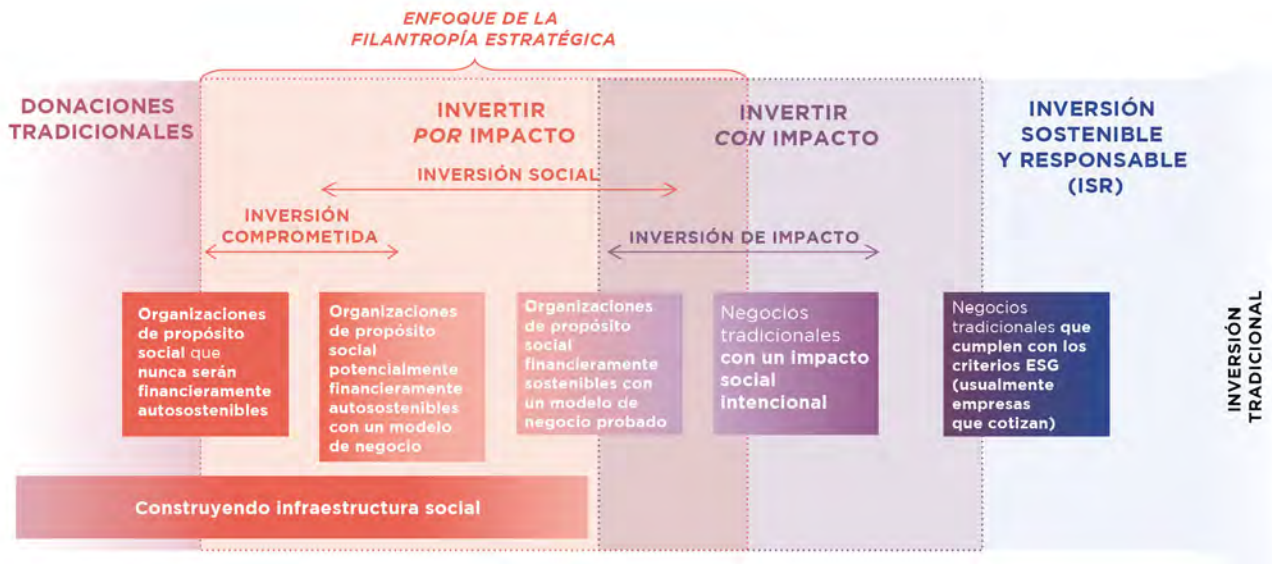 ENFOQUE DE LA
FILANTROPÍA ESTRATÉGICA
DONACIONES
TRADICIONALES
INVERTIR
POR IMPACTO
INVERTIR
CON IMPACTO
INVERSIÓN
SOSTENIBLE
Y RESPONSABLE
(ISR)
INVERSIÓN SOCIAL
INVERSIÓN
COMPROMETIDA
INVERSIÓN DE IMPACTO
Organizaciones
de propósito
social que
nunca serán
financieramente
autosostenibles
Organizaciones
de propósito
social
potencialmente
financieramente
autosostenibles
con un modelo
de negocio
Organizaciones
de propósito
social
financieramente
sostenibles con
un modelo de
negocio probado
Negocios
tradicionales
con un impacto
social
intencional
Negocios
tradicionales que
cumplen con los
criterios ESG
(usualmente
empresas
que cotizan)
INVERSIÓN
TRADICIONAL
Construyendo infraestructura social